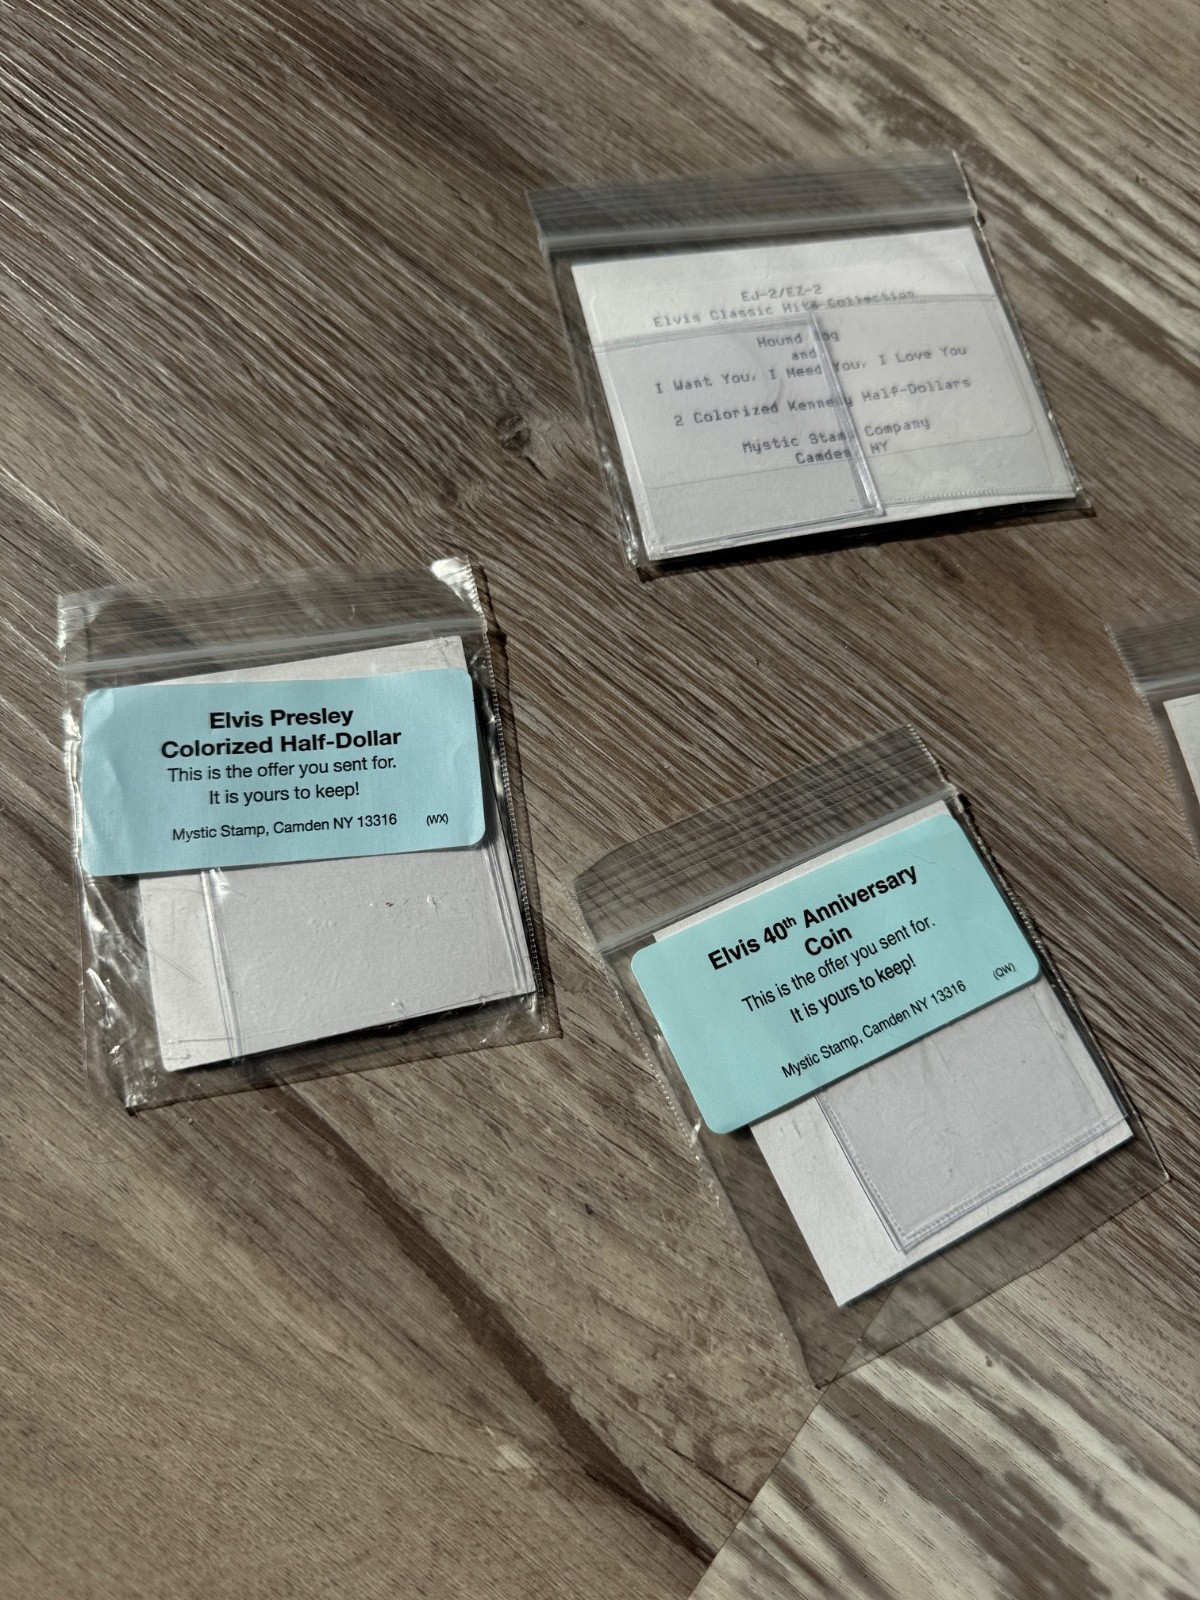 EJ-2/EZ-2
Elvis Classic Hits Collection
Hound Dog
and
I Want You, I Need You, I Love You
2 Colorized Kennedy Half-Dollars
Mystic Stamp Company
Camden, NY
Elvis Presley
Colorized Half-Dollar
This is the offer you sent for.
It is yours to keep!
Mystic Stamp, Camden NY 13316 (WX)
Elvis 40th Anniversary
Coin
This is the offer you sent for.
It is yours to keep!
Mystic Stamp, Camden NY 13316 (QW)